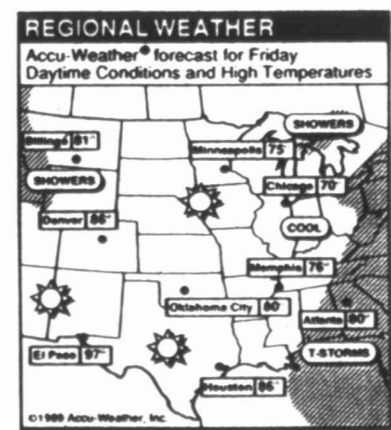 REGIONAL WEATHER
Accu-Weather® forecast for Friday
Daytime Conditions and High Temperatures
Billings 81°
SHOWERS
Minneapolis 75°
SHOWERS
Chicago 70°
Denver 86°
COOL
Memphis 76°
Oklahoma City 80°
Atlanta 80°
El Paso 97°
T-STORMS
Houston 86°
©1989 Accu-Weather, Inc.